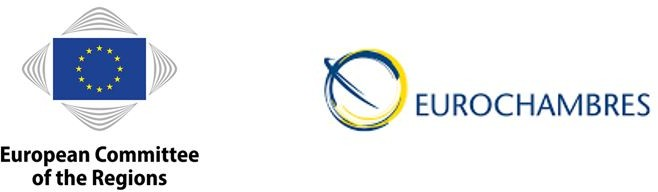 European Committee
of the Regions
EUROCHAMBRES